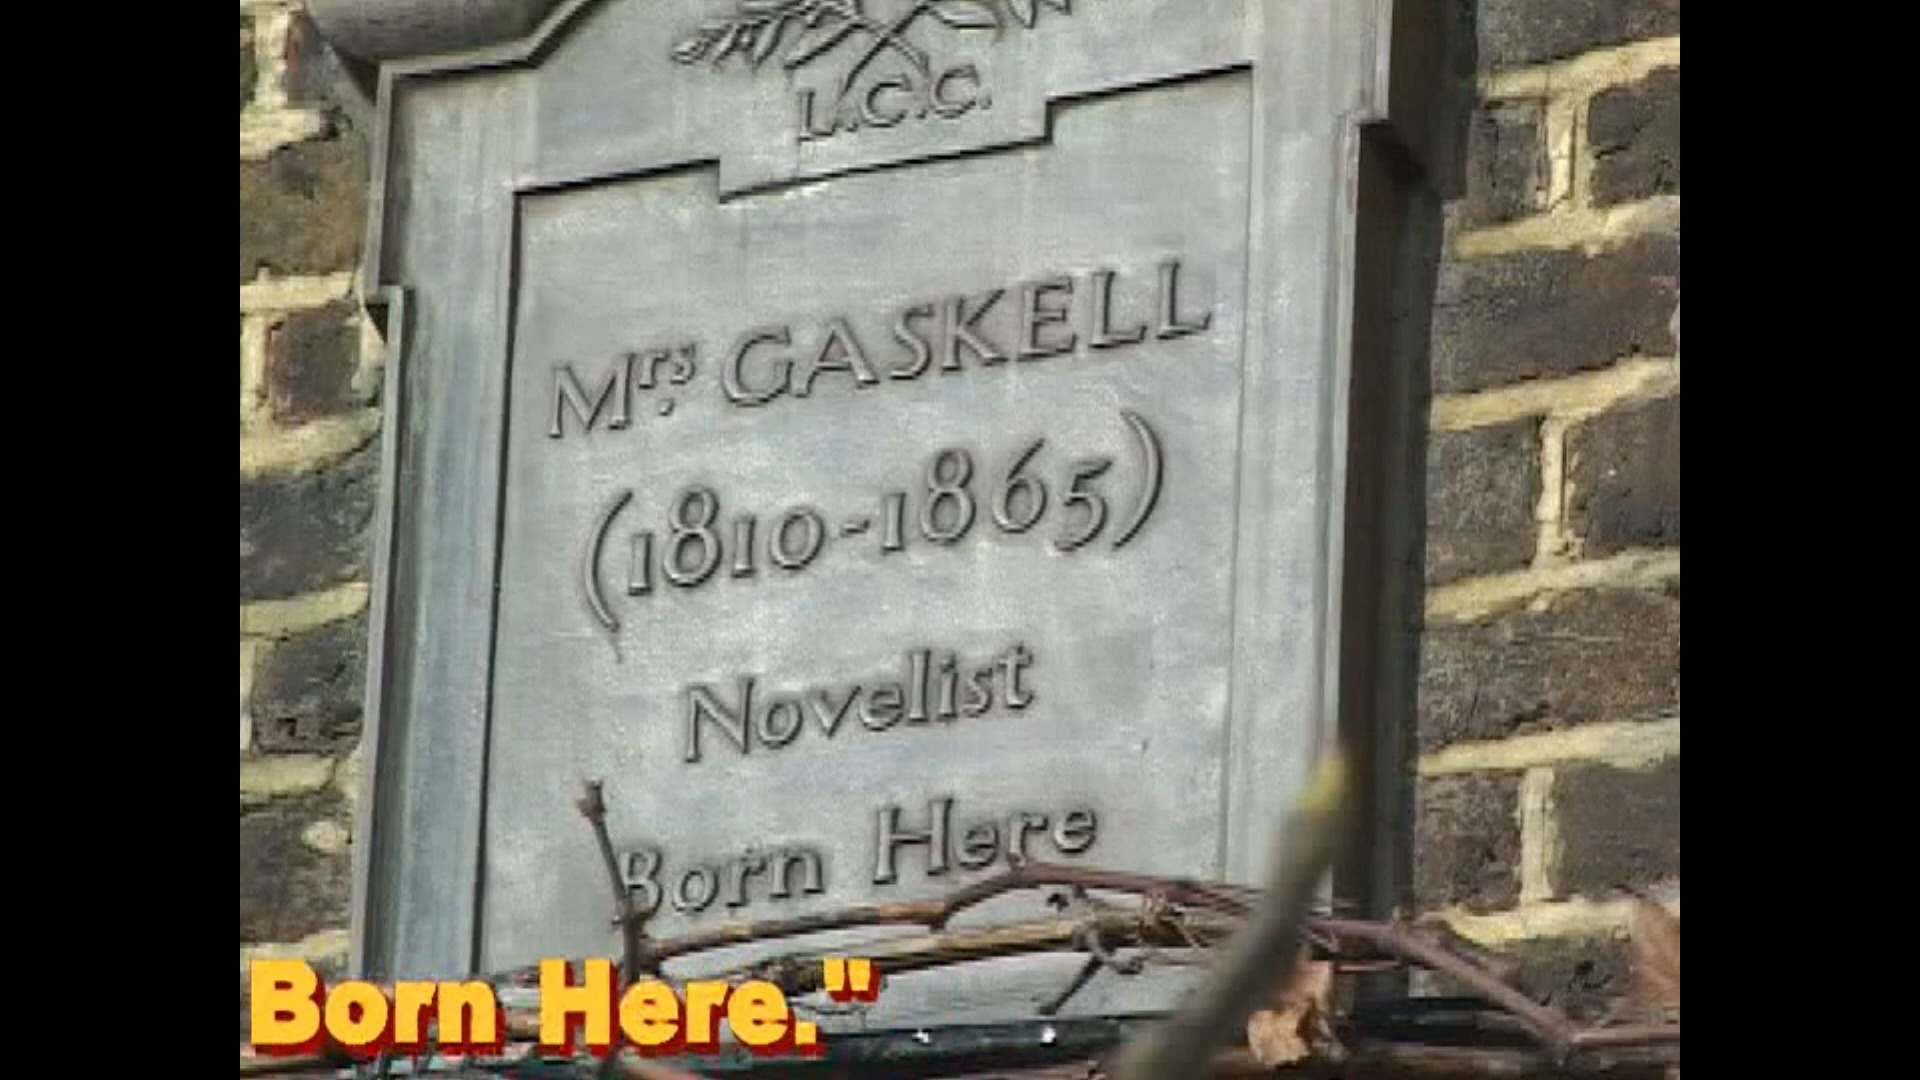 L.C.C.
Mrs. GASKELL
(1810-1865)
Novelist
Born Here
Born Here."